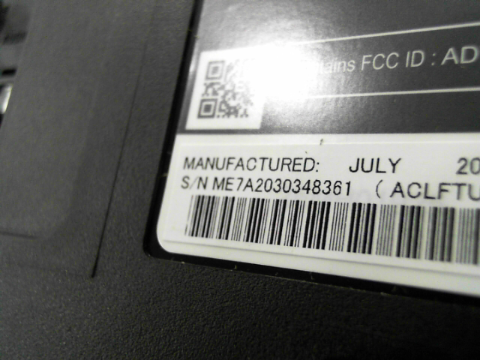 tains FCC ID : AD
MANUFACTURED: JULY 20
S/N ME7A2030348361 ( ACLFTU